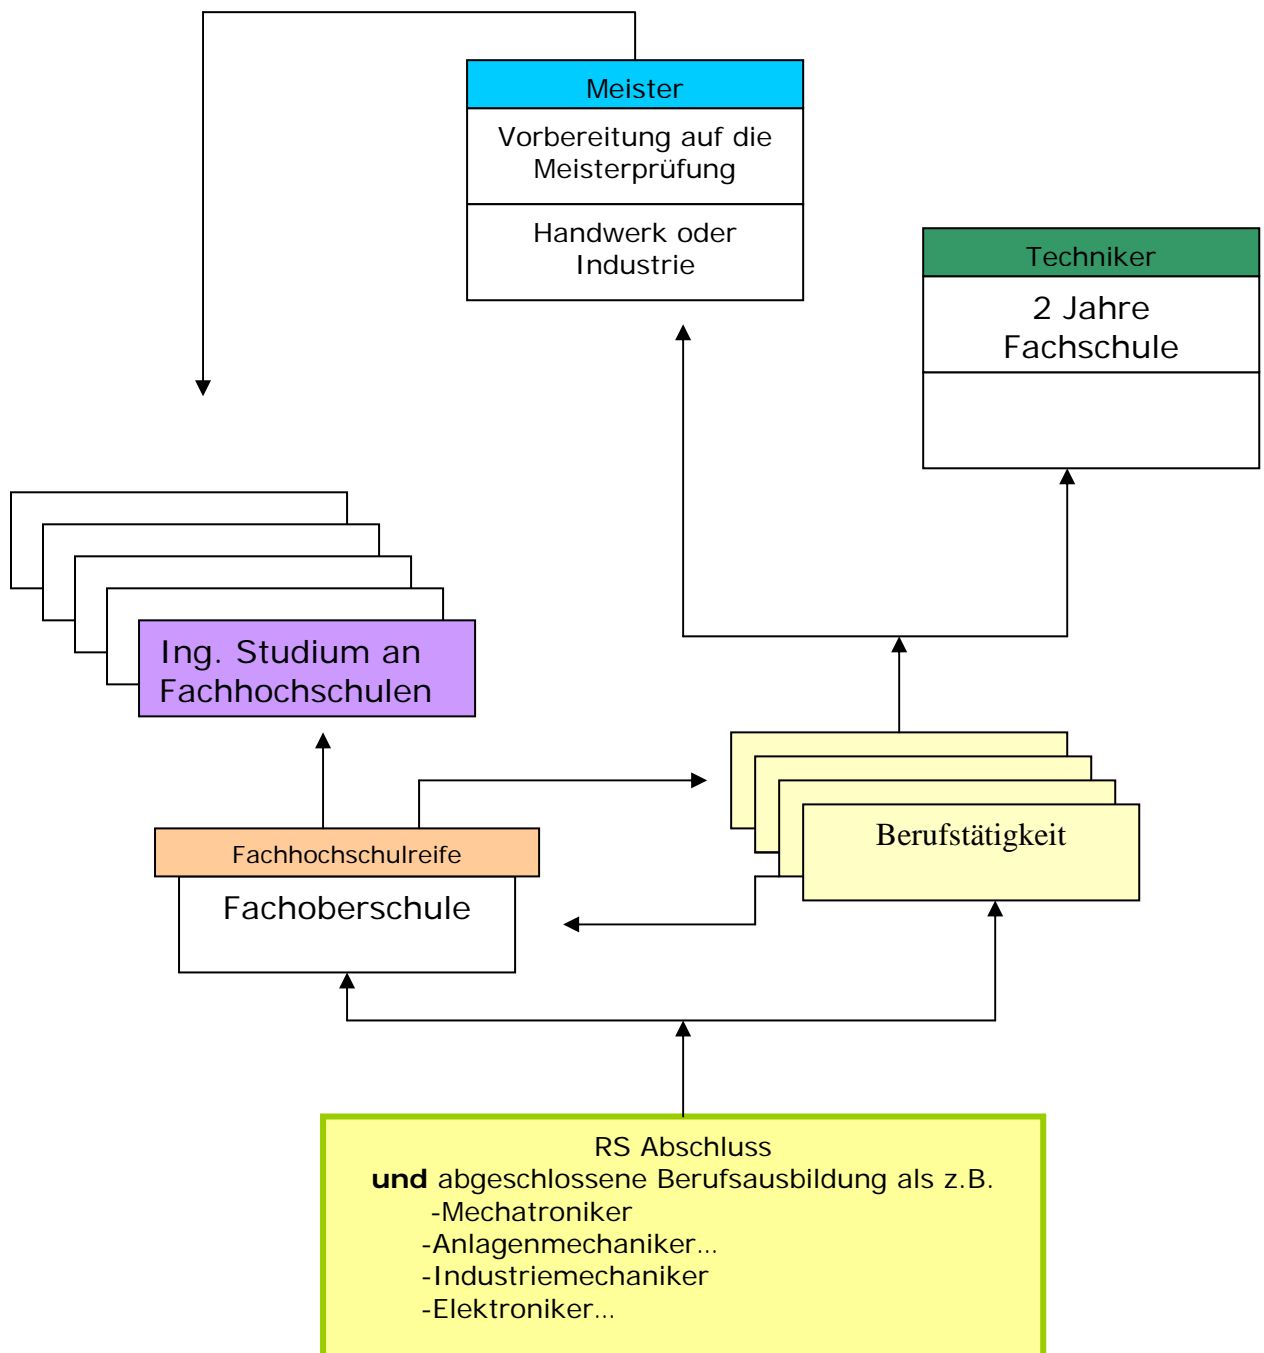 Meister
Vorbereitung auf die
Meisterprüfung
Handwerk oder
Industrie
Techniker
2 Jahre
Fachschule
Ing. Studium an
Fachhochschulen
Berufstätigkeit
Fachhochschulreife
Fachoberschule
RS Abschluss
und abgeschlossene Berufsausbildung als z.B.
-Mechatroniker
-Anlagenmechaniker...
-Industriemechaniker
-Elektroniker...